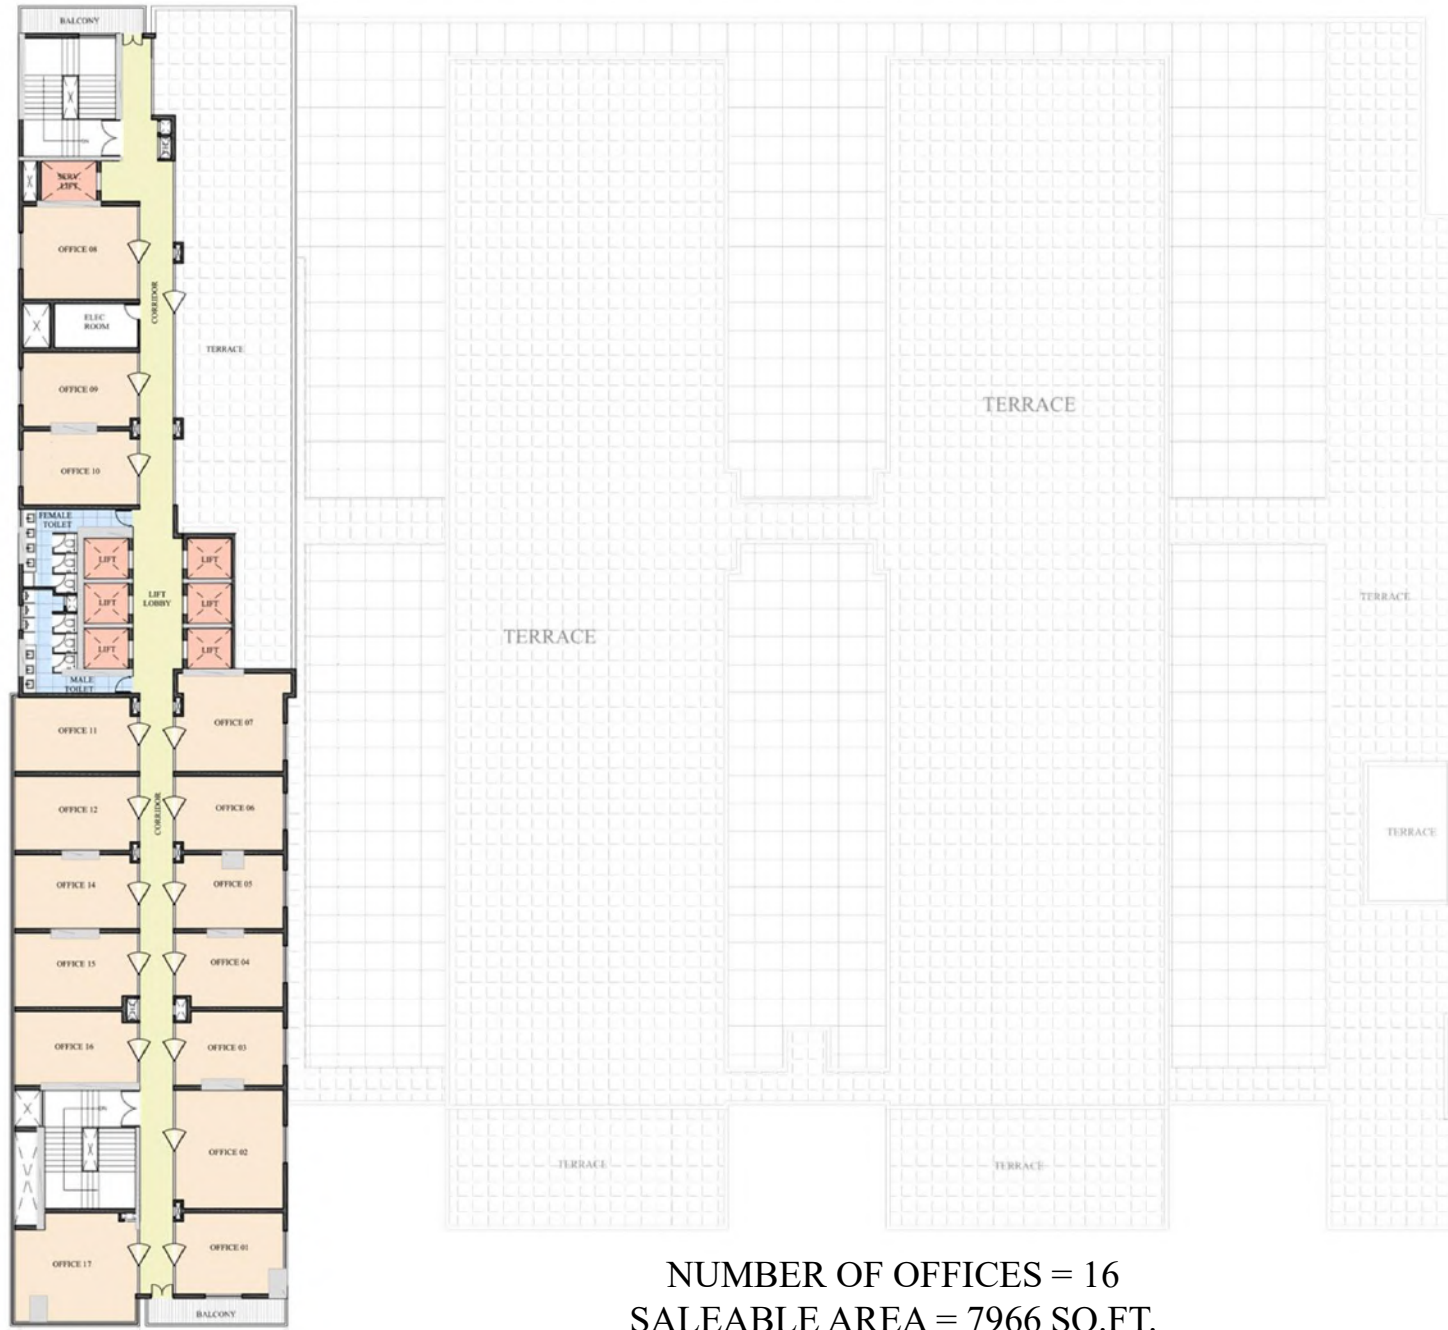 BALCONY
DN
SERV.
LIFT
OFFICE 08
CORRIDOR
ELEC
ROOM
TERRACE
OFFICE 09
TERRACE
OFFICE 10
FEMALE
TOILET
LIFT
LIFT
LIFT
LIFT
LOBBY
LIFT
TERRACE
TERRACE
LIFT
LIFT
MALE
TOILET
OFFICE 11
OFFICE 07
OFFICE 12
CORRIDOR
OFFICE 06
TERRACE
OFFICE 14
OFFICE 05
OFFICE 15
OFFICE 04
OFFICE 16
OFFICE 03
DN
OFFICE 02
TERRACE
TERRACE
OFFICE 17
OFFICE 01
BALCONY
NUMBER OF OFFICES = 16
SALEABLE AREA = 7966 SQ.FT.